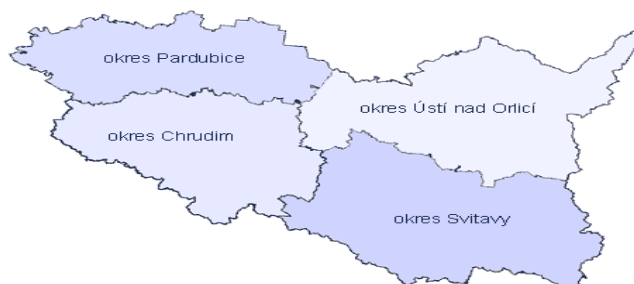 okres Pardubice
okres Ústí nad Orlicí
okres Chrudim
okres Svitavy